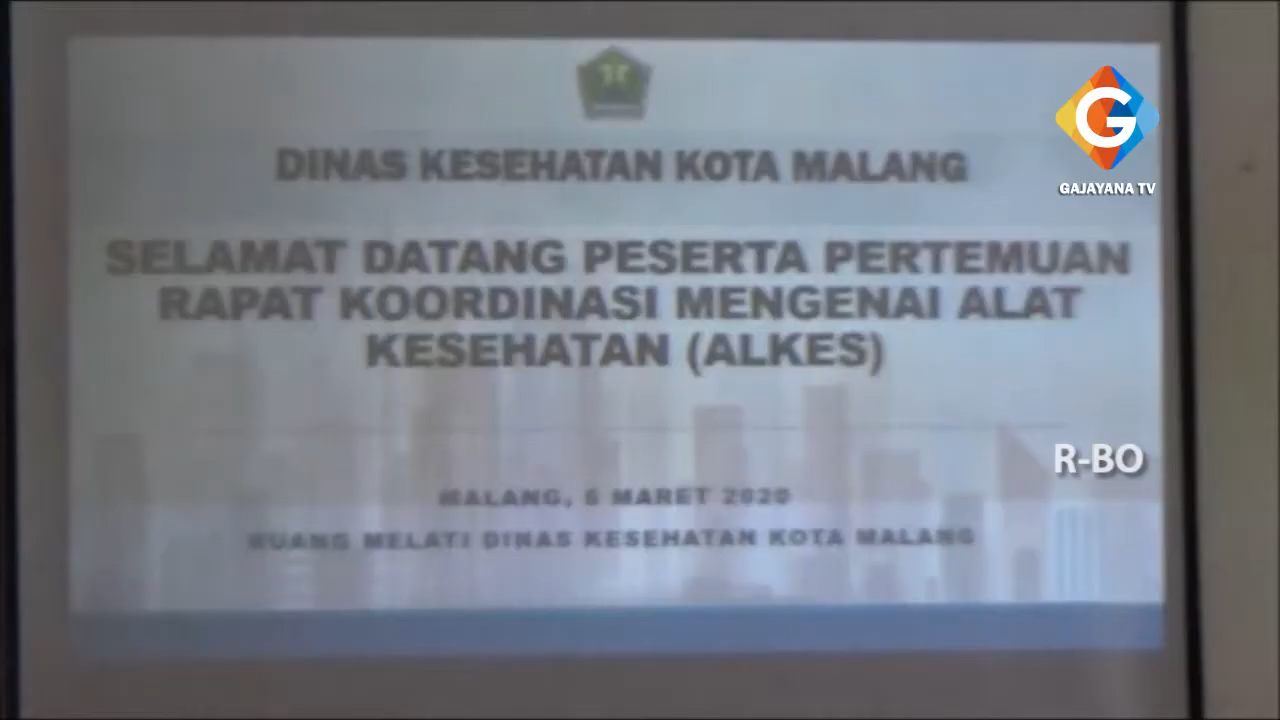 DINAS KESEHATAN KOTA MALANG
SELAMAT DATANG PESERTA PERTEMUAN
RAPAT KOORDINASI MENGENAI ALAT
KESEHATAN (ALKES)
MALANG, 6 MARET 2020
RUANG MELATI DINAS KESEHATAN KOTA MALANG
G
GAJAYANA TV
R-BO